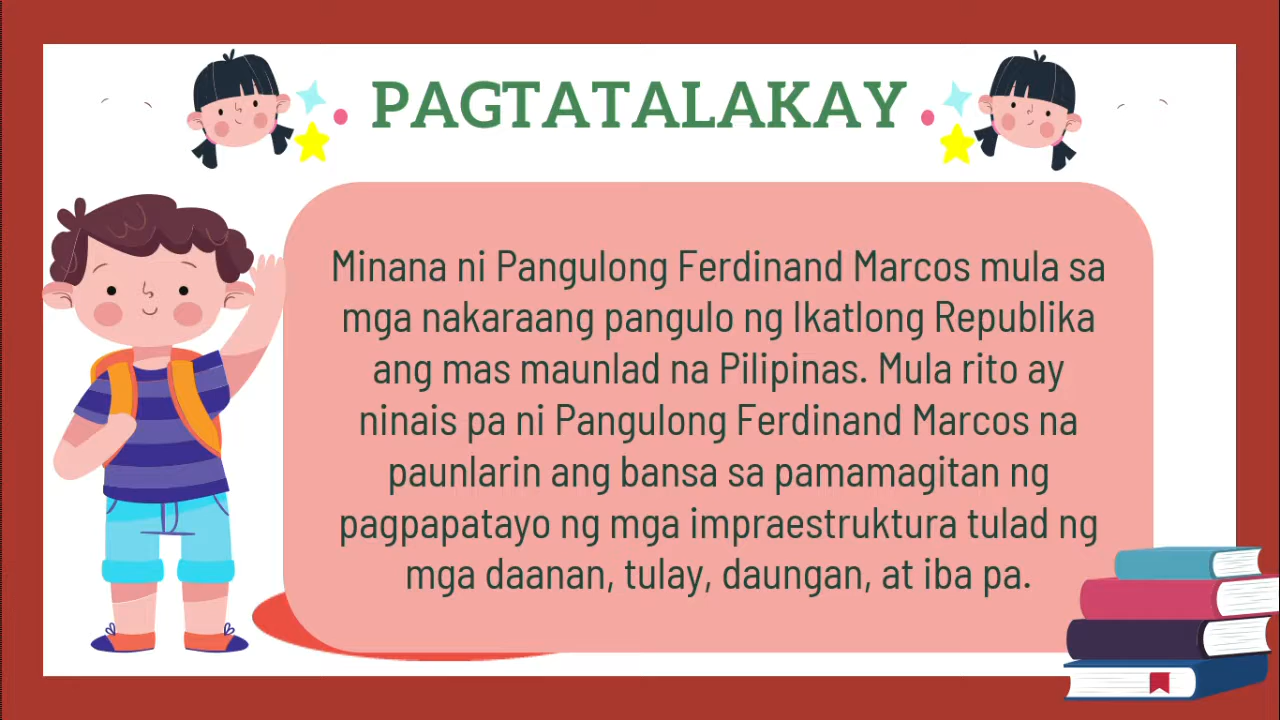 PAGTATALAKAY
Minana ni Pangulong Ferdinand Marcos mula sa
mga nakaraang pangulo ng Ikatlong Republika
ang mas maunlad na Pilipinas. Mula rito ay
ninais pa ni Pangulong Ferdinand Marcos na
paunlarin ang bansa sa pamamagitan ng
pagpapatayo ng mga impraestruktura tulad ng
mga daanan, tulay, daungan, at iba pa.